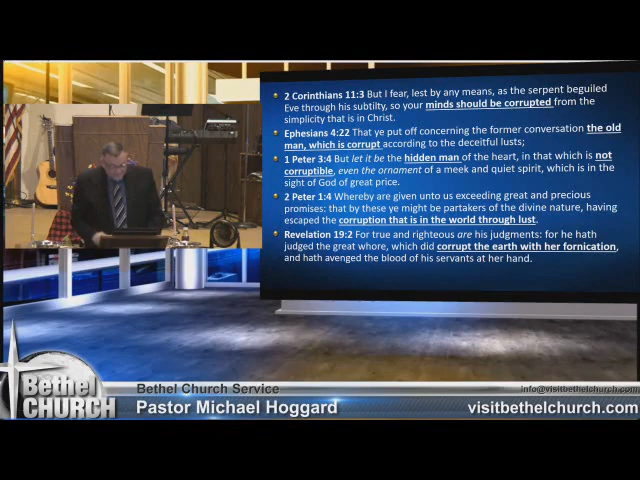 2 Corinthians 11:3 But I fear, lest by any means, as the serpent beguiled
Eve through his subtilty, so your minds should be corrupted from the
simplicity that is in Christ.
Ephesians 4:22 That ye put off concerning the former conversation the old
man, which is corrupt according to the deceitful lusts;
1 Peter 3:4 But let it be the hidden man of the heart, in that which is not
corruptible, even the ornament of a meek and quiet spirit, which is in the
sight of God of great price.
2 Peter 1:4 Whereby are given unto us exceeding great and precious
promises: that by these ye might be partakers of the divine nature, having
escaped the corruption that is in the world through lust.
Revelation 19:2 For true and righteous are his judgments: for he hath
judged the great whore, which did corrupt the earth with her fornication,
and hath avenged the blood of his servants at her hand.
Bethel
CHURCH
Bethel Church Service
info@visitbethelchurch.com
Pastor Michael Hoggard
visitbethelchurch.com